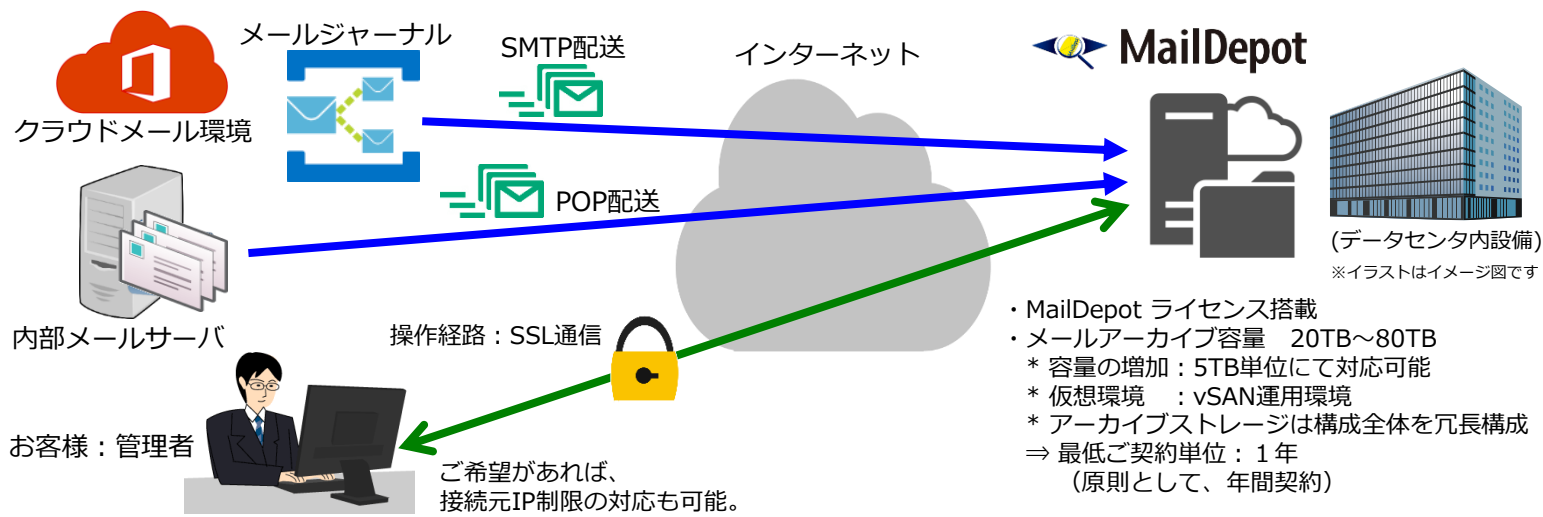 メールジャーナル
SMTP配送
インターネット
MailDepot
クラウドメール環境
POP配送
(データセンタ内設備)
※イラストはイメージ図です
内部メールサーバ
操作経路：SSL通信
お客様：管理者
ご希望があれば、
接続元IP制限の対応も可能。
・MailDepot ライセンス搭載
・メールアーカイブ容量　20TB～80TB
* 容量の増加：5TB単位にて対応可能
* 仮想環境　：vSAN運用環境
* アーカイブストレージは構成全体を冗長構成
⇒ 最低ご契約単位：１年
（原則として、年間契約）